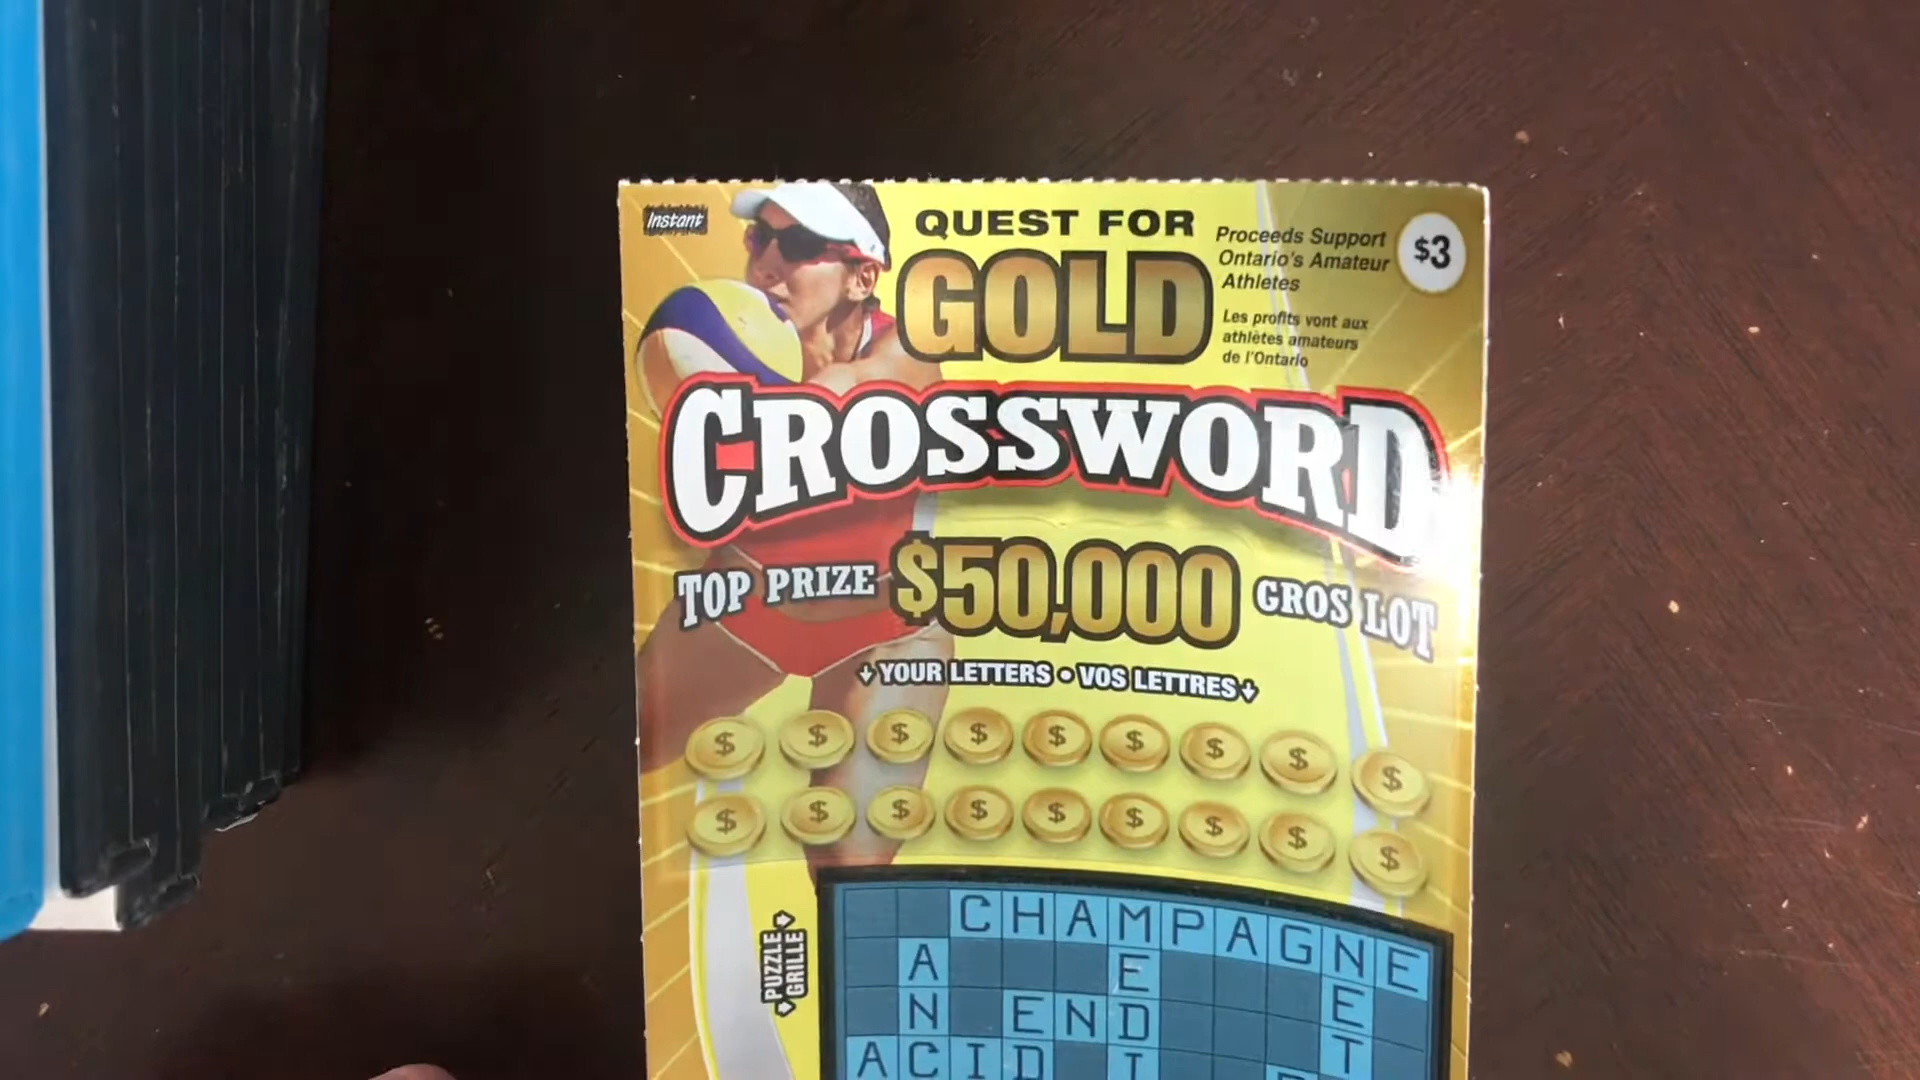 Instant
QUEST FOR
GOLD
Proceeds Support
Ontario's Amateur
Athletes
Les profits vont aux
athlètes amateurs
de l'Ontario
$3
CROSSWORD
TOP PRIZE $50,000 GROS LOT
YOUR LETTERS • VOS LETTRES
$ $ $ $ $ $ $ $ $
$ $ $ $ $ $ $ $ $
PUZZLE
GRILLE
CHAMPAGNE
A E
N END E
ACID I T